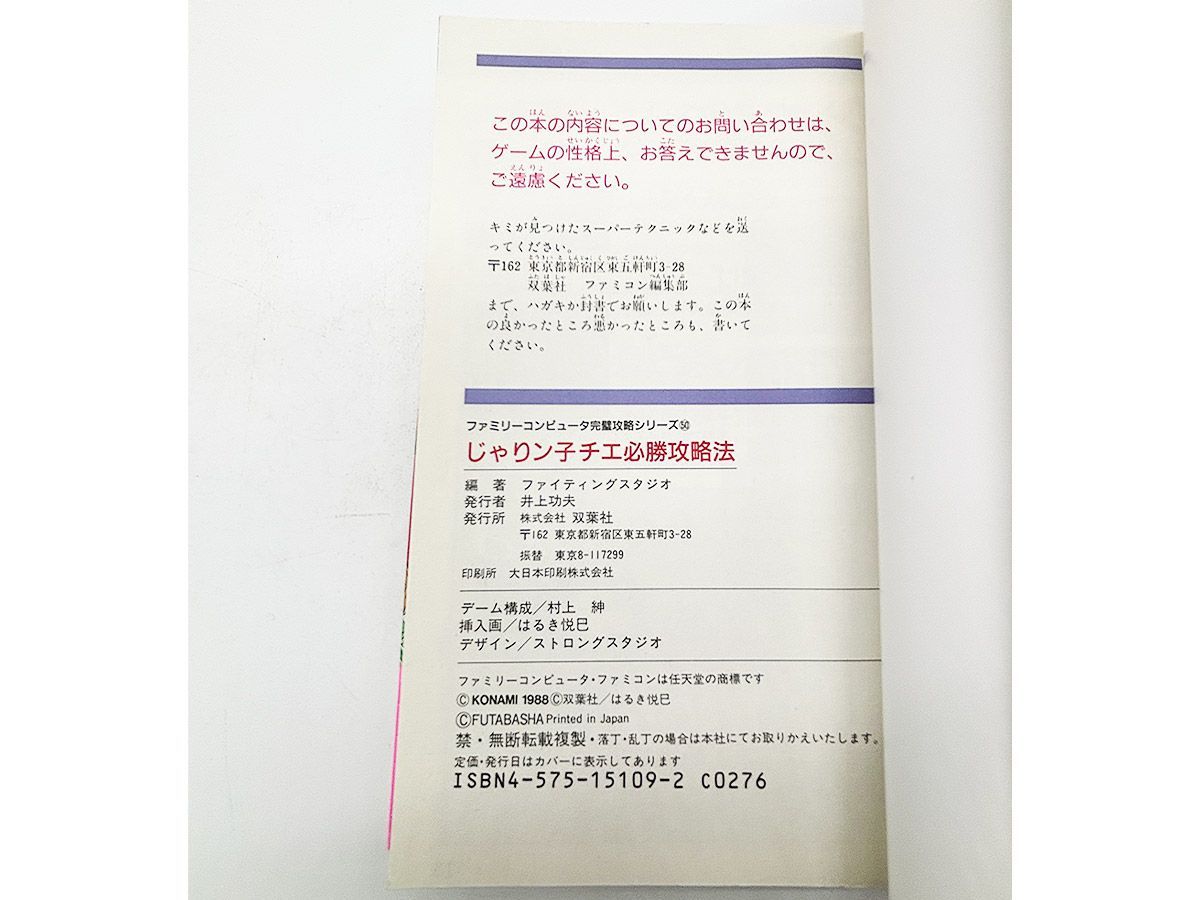 この本の内容についてのお問い合わせは、
ゲームの性格上、お答えできませんので、
ご遠慮ください。
キミが見つけたスーパーテクニックなどを送
ってください。
〒162 東京都新宿区東五軒町3-28
双葉社 ファミコン編集部
まで、ハガキか封書でお願いします。この本
の良かったところ悪かったところも、書いて
ください。
ファミリーコンピュータ完璧攻略シリーズ㊿
じゃりン子チエ必勝攻略法
編 著 ファイティングスタジオ
発行者 井上功夫
発行所 株式会社 双葉社
〒162 東京都新宿区東五軒町3-28
振替 東京8-117299
印刷所 大日本印刷株式会社
デーム構成/村上 紳
挿入画/はるき悦巳
デザイン/ストロングスタジオ
ファミリーコンピュータ・ファミコンは任天堂の商標です
©KONAMI 1988©双葉社/はるき悦巳
©FUTABASHA Printed in Japan
禁・無断転載複製・落丁・乱丁の場合は本社にてお取りかえいたします。
定価・発行日はカバーに表示してあります
ISBN4-575-15109-2 C0276